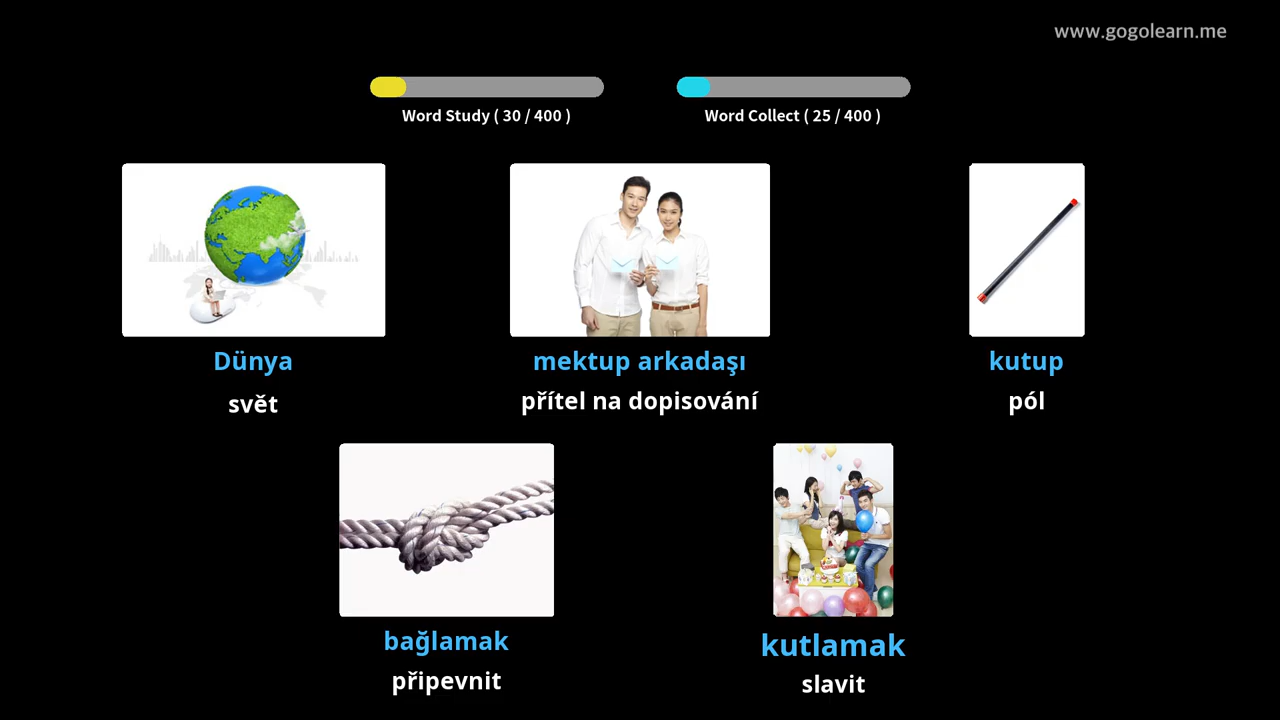 www.gogolearn.me
Word Study ( 30 / 400 )
Word Collect ( 25 / 400 )
Dünya
svět
mektup arkadaşı
přítel na dopisování
kutup
pól
bağlamak
připevnit
kutlamak
slavit